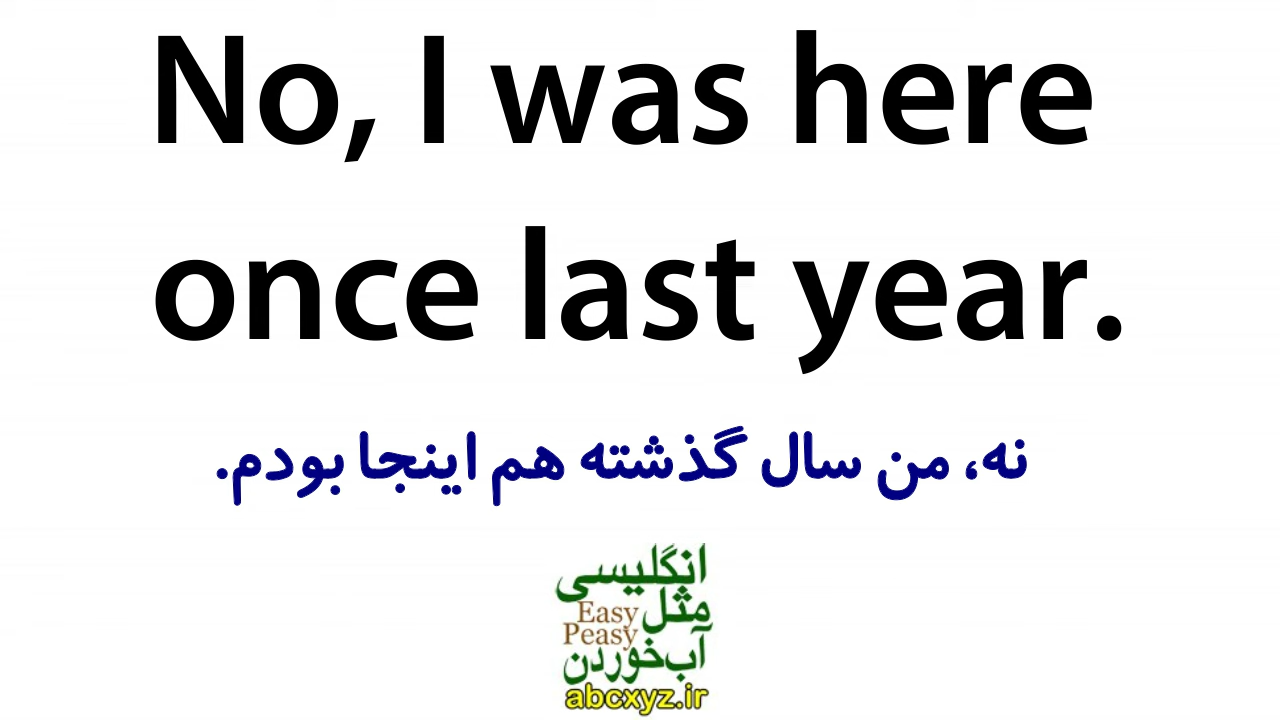 No, I was here
once last year.
نه، من سال گذشته هم اینجا بودم.
انگلیسی
مثل
Easy
Peasy
آب‌خوردن
abcxyz.ir